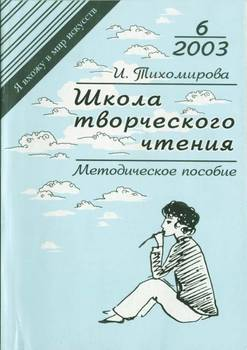 Я вхожу в мир искусств
6
2003
И. Тихомирова
Школа
творческого
чтения
Методическое пособие